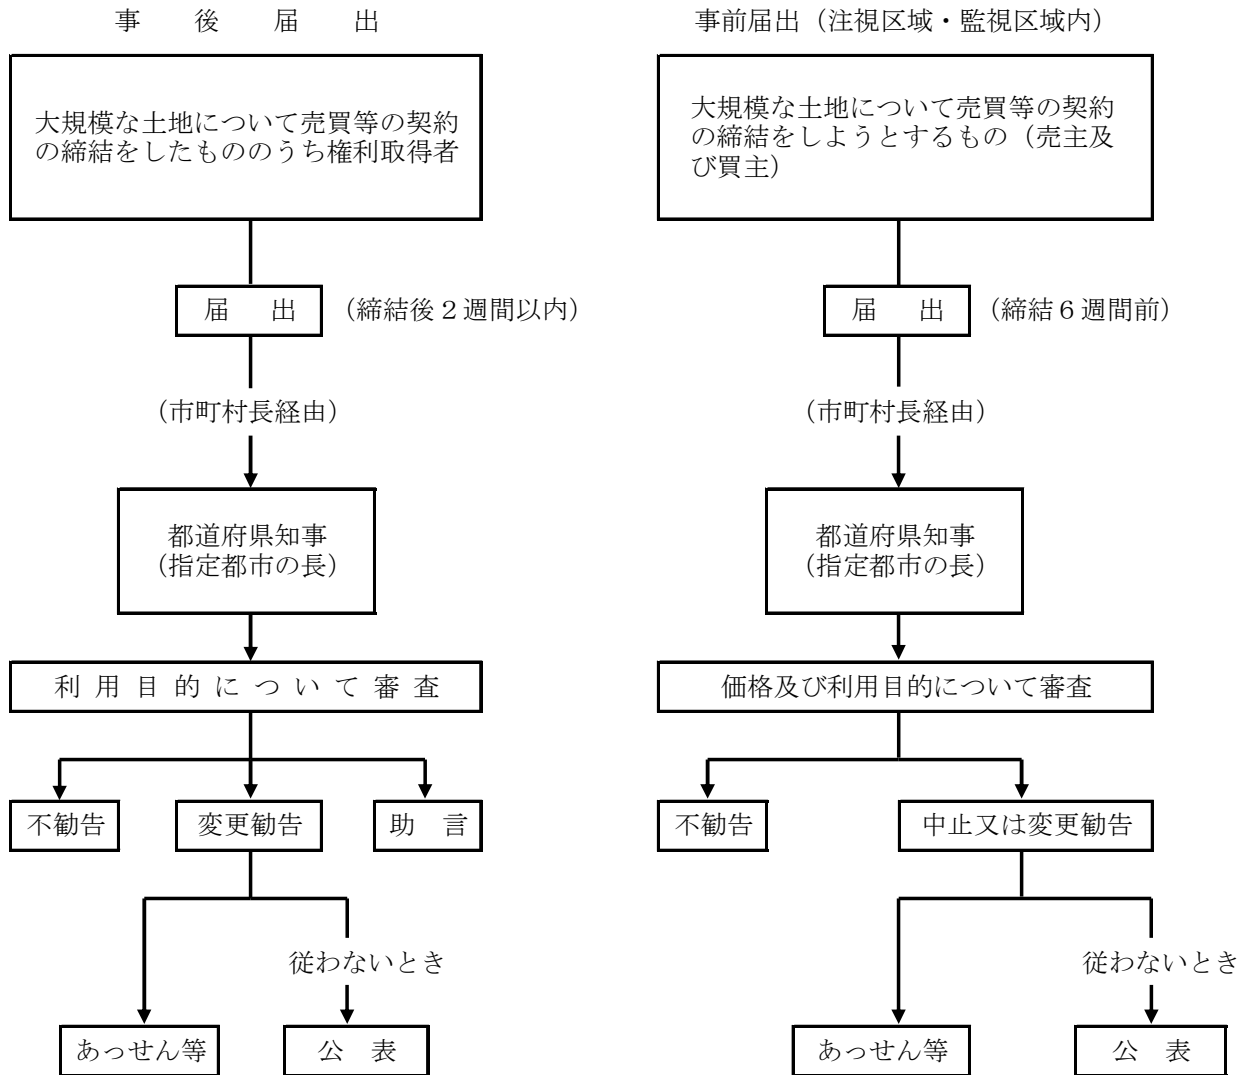 事後届出
大規模な土地について売買等の契約
の締結をしたもののうち権利取得者
届出
(締結後2週間以内)
(市町村長経由)
都道府県知事
(指定都市の長)
利用目的について審査
不勧告
変更勧告
助言
従わないとき
あっせん等
公表
事前届出(注視区域・監視区域内)
大規模な土地について売買等の契約
の締結をしようとするもの(売主及
び買主)
届出
(締結6週間前)
(市町村長経由)
都道府県知事
(指定都市の長)
価格及び利用目的について審査
不勧告
中止又は変更勧告
従わないとき
あっせん等
公表